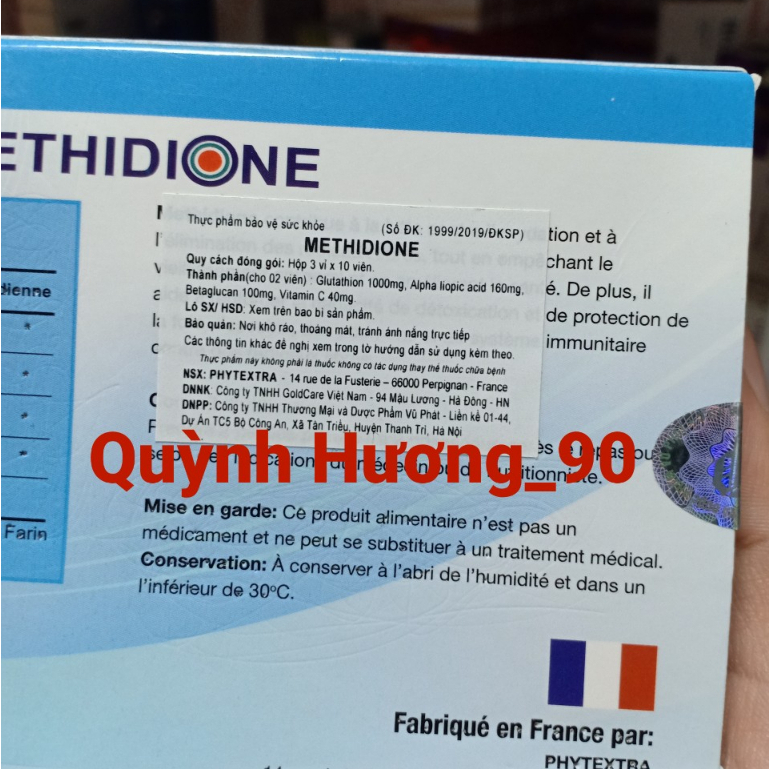 ETHIDIONE
Thực phẩm bảo vệ sức khỏe (Số ĐK: 1999/2019/ĐKSP)
METHIDIONE
Quy cách đóng gói: Hộp 3 vỉ x 10 viên.
Thành phần(cho 02 viên) : Glutathion 1000mg, Alpha liopic acid 160mg,
Betaglucan 100mg, Vitamin C 40mg.
Lô SX/ HSD: Xem trên bao bì sản phẩm.
Bảo quản: Nơi khô ráo, thoáng mát, tránh ánh nắng trực tiếp
Các thông tin khác đề nghị xem trong tờ hướng dẫn sử dụng kèm theo.
Thực phẩm này không phải là thuốc không có tác dụng thay thế thuốc chữa bệnh
NSX: PHYTEXTRA - 14 rue de la Fusterie – 66000 Perpignan - France
DNNK: Công ty TNHH GoldCare Việt Nam - 94 Mậu Lương - Hà Đông - HN
DNPP: Công ty TNHH Thương Mại và Dược Phẩm Vũ Phát - Liền kề 01-44,
Dự Án TC5 Bộ Công An, Xã Tân Triều, Huyện Thanh Trì, Hà Nội
tion et à
chant le
é. De plus, il
de protection de
immunitaire
dienne
*
*
*
*
Farin
Quỳnh Hương_90
repas ou
Mise en garde: Ce produit alimentaire n'est pas un
médicament et ne peut se substituer à un traitement médical.
Conservation: À conserver à l'abri de l'humidité et dans un
l'inférieur de 30°C.
Fabriqué en France par:
PHYTEXTRA